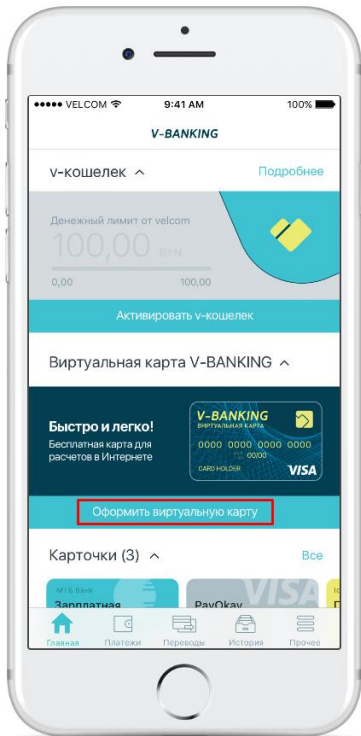 VELCOM 9:41 AM 100%
V-BANKING
v-кошелек Подробнее
Денежный лимит от velcom
100,00 BYN
0,00 100,00
Активировать v-кошелек
Виртуальная карта V-BANKING
Быстро и легко!
Бесплатная карта для
расчетов в Интернете
V-BANKING
ВИРТУАЛЬНАЯ КАРТА
0000 0000 0000 0000
00/00
CARD HOLDER VISA
Оформить виртуальную карту
Карточки (3) Все
МТБ Банк
Зарплатная
PayOkay
VISA
Главная Платежи Переводы История Прочее